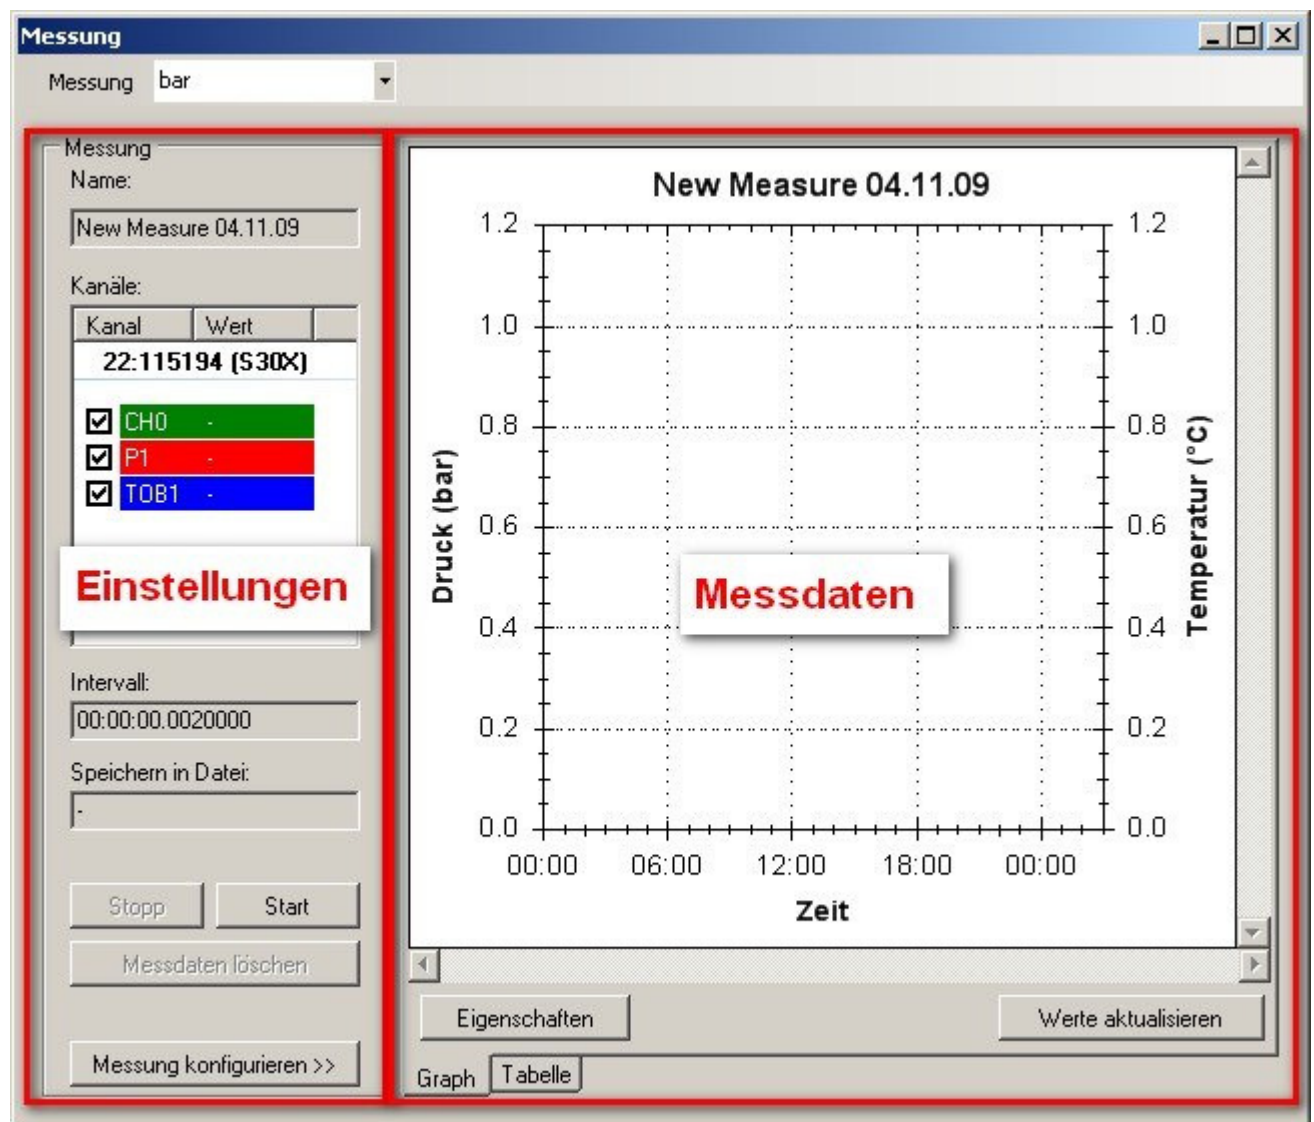 Messung
Messung bar
Messung
Name:
New Measure 04.11.09
Kanäle:
Kanal Wert
22:115194 (S30X)
CH0 -
P1 -
TOB1 -
Einstellungen
Intervall:
00:00:00.0020000
Speichern in Datei:
-
Stopp Start
Messdaten löschen
Messung konfigurieren >>
New Measure 04.11.09
1.2 1.2
1.0 1.0
0.8 0.8
0.6 0.6
0.4 0.4
0.2 0.2
0.0 0.0
Druck (bar)
Temperatur (°C)
Messdaten
00:00 06:00 12:00 18:00 00:00
Zeit
Eigenschaften Werte aktualisieren
Graph Tabelle